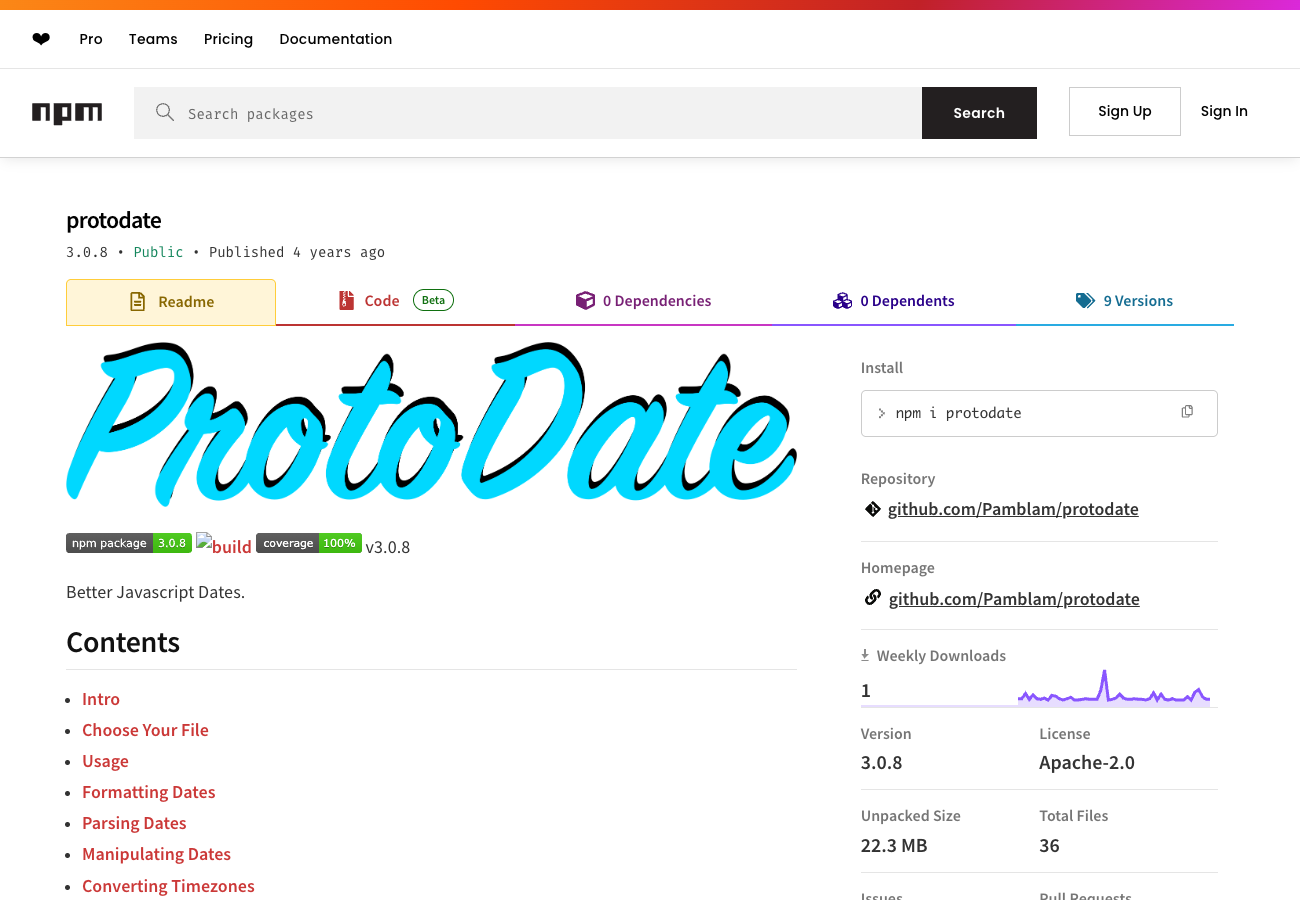 Pro Teams Pricing Documentation
npm Search packages Search Sign Up Sign In
protodate
3.0.8 • Public • Published 4 years ago
Readme Code Beta 0 Dependencies 0 Dependents 9 Versions
ProtoDate
npm package 3.0.8 build coverage 100% v3.0.8
Better Javascript Dates.
Contents
• Intro
• Choose Your File
• Usage
• Formatting Dates
• Parsing Dates
• Manipulating Dates
• Converting Timezones
Install
> npm i protodate
Repository
github.com/Pamblam/protodate
Homepage
github.com/Pamblam/protodate
Weekly Downloads
1
Version License
3.0.8 Apache-2.0
Unpacked Size Total Files
22.3 MB 36
Issues Pull Requests